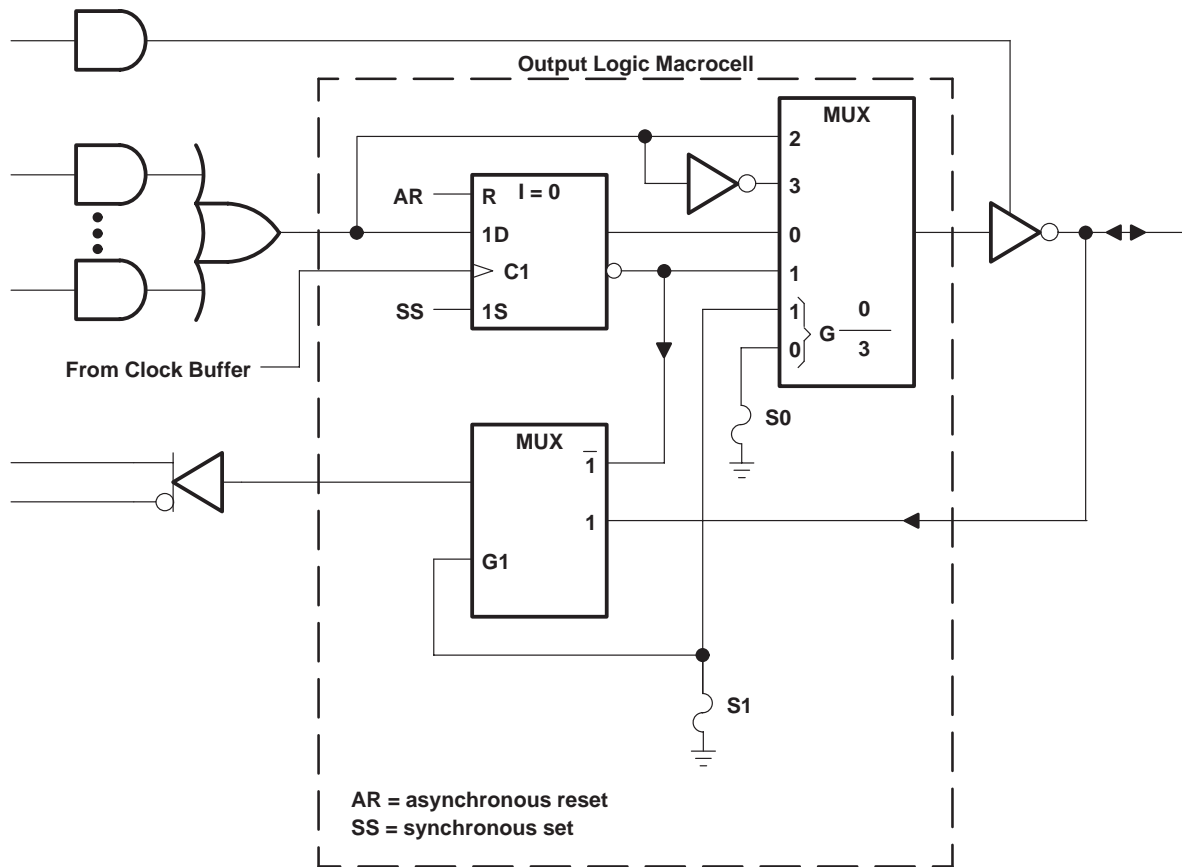 Output Logic Macrocell
MUX
2
3
0
1
1
0
G 0
3
I = 0
AR
R
1D
C1
SS
1S
From Clock Buffer
S0
MUX
1̅
1
G1
S1
AR = asynchronous reset
SS = synchronous set